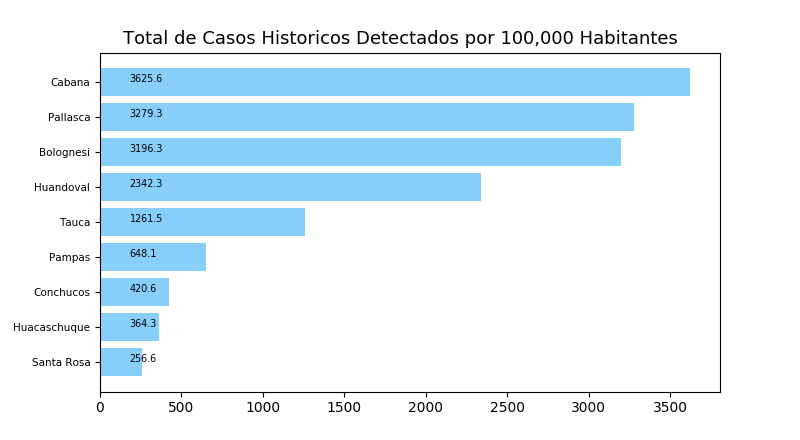 Total de Casos Historicos Detectados por 100,000 Habitantes
Cabana 3625.6
Pallasca 3279.3
Bolognesi 3196.3
Huandoval 2342.3
Tauca 1261.5
Pampas 648.1
Conchucos 420.6
Huacaschuque 364.3
Santa Rosa 256.6
0 500 1000 1500 2000 2500 3000 3500